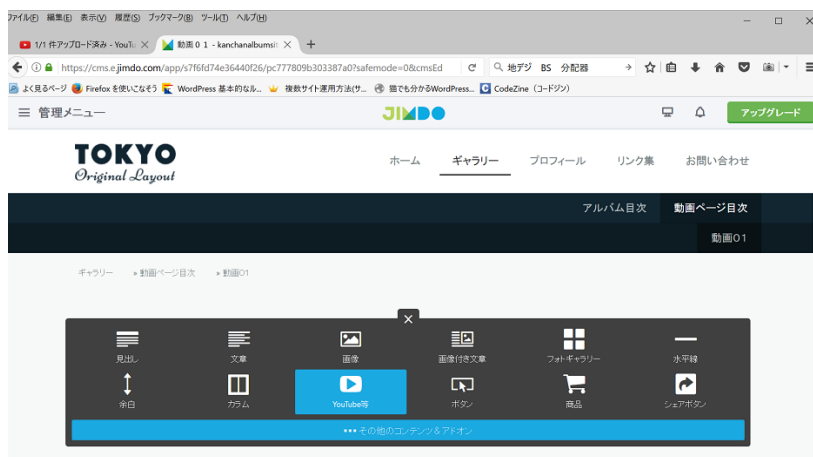 ファイル(F) 編集(E) 表示(V) 履歴(S) ブックマーク(B) ツール(T) ヘルプ(H)
1/1 件アップロード済み - YouTu
動画 0 1 - kanchanalbumsit
https://cms.e.jimdo.com/app/s7f6fd74e36440f26/pc777809b303387a0?safemode=0&cmsEd
地デジ BS 分配器
よく見るページ Firefox を使いこなそう WordPress 基本的なル... 複数サイト運用方法(サ... 猫でも分かるWordPress... CodeZine（コードジン）
管理メニュー
JIMDO
アップグレード
TOKYO
Original Layout
ホーム ギャラリー プロフィール リンク集 お問い合わせ
アルバム目次 動画ページ目次
動画01
ギャラリー » 動画ページ目次 » 動画01
見出し 文章 画像 画像付き文章 フォトギャラリー 水平線
余白 カラム YouTube等 ボタン 商品 シェアボタン
••• その他のコンテンツ＆アドオン